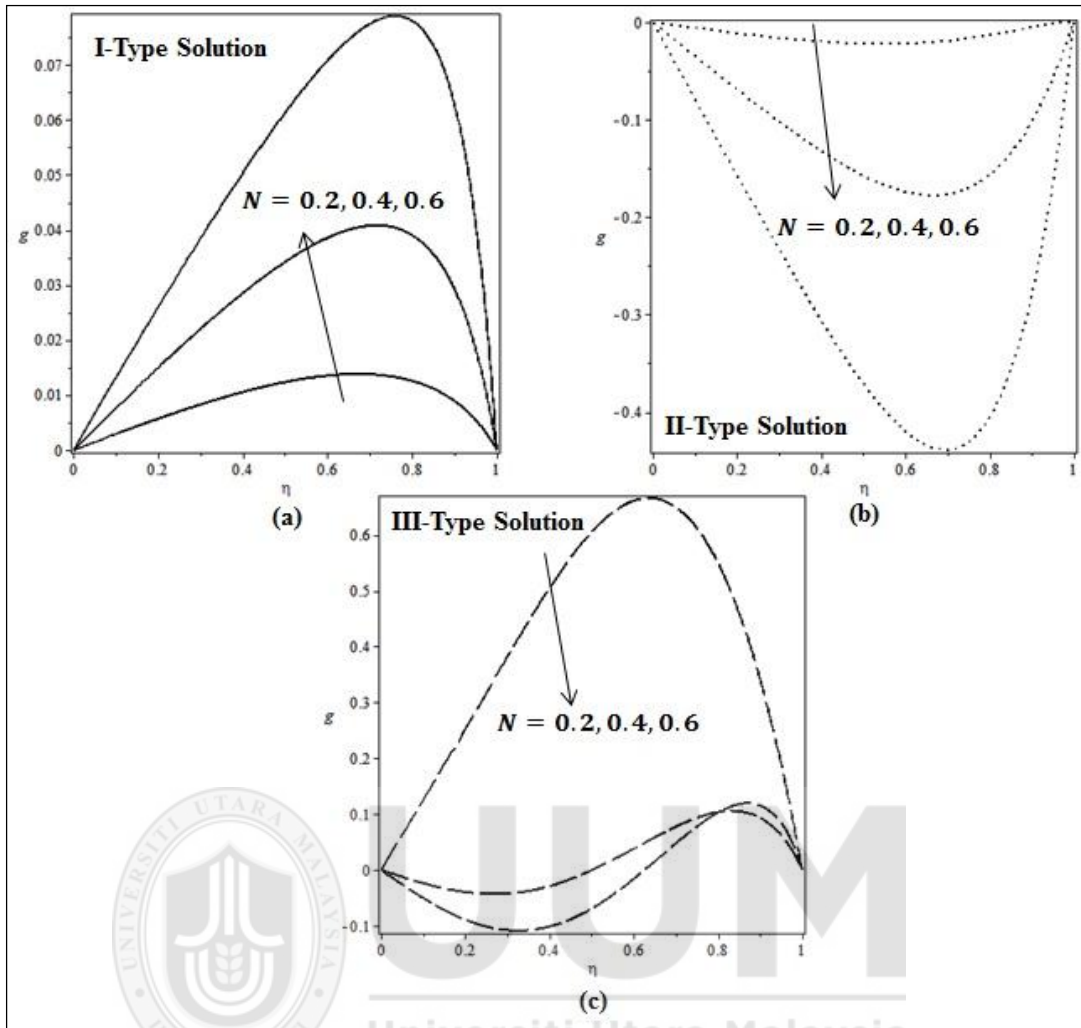 I-Type Solution
0.07
0.06
0.05
0.04
0.03
0.02
0.01
0
g
N = 0.2, 0.4, 0.6
0 0.2 0.4 0.6 0.8 1
η
(a)
0
-0.1
-0.2
-0.3
-0.4
g
N = 0.2, 0.4, 0.6
II-Type Solution
0 0.2 0.4 0.6 0.8 1
η
(b)
III-Type Solution
0.6
0.5
0.4
0.3
0.2
0.1
0
-0.1
g
N = 0.2, 0.4, 0.6
0 0.2 0.4 0.6 0.8 1
η
(c)
UNIVERSITI UTARA MALAYSIA
UUM
Universiti Utara Malaysia